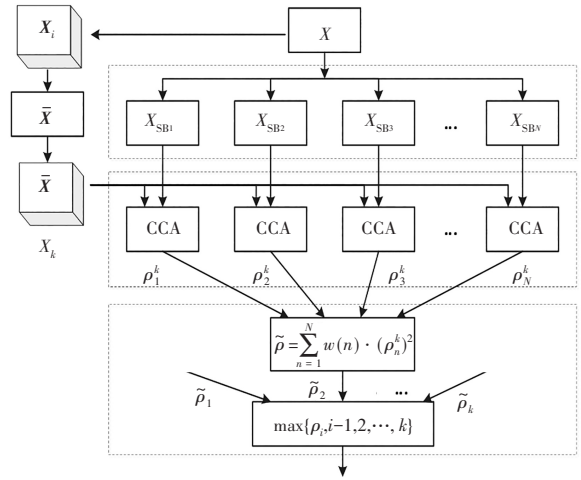 X_i
X
X̄
X_SB1 X_SB2 X_SB3 ... X_SBN
X̄
X_k
CCA CCA CCA ... CCA
ρ_1^k ρ_2^k ρ_3^k ρ_N^k
ρ̃=∑_{n=1}^{N} w(n)·(ρ_n^k)^2
ρ̃_1 ρ̃_2 ... ρ̃_k
max{ρ_i,i-1,2,⋯,k}